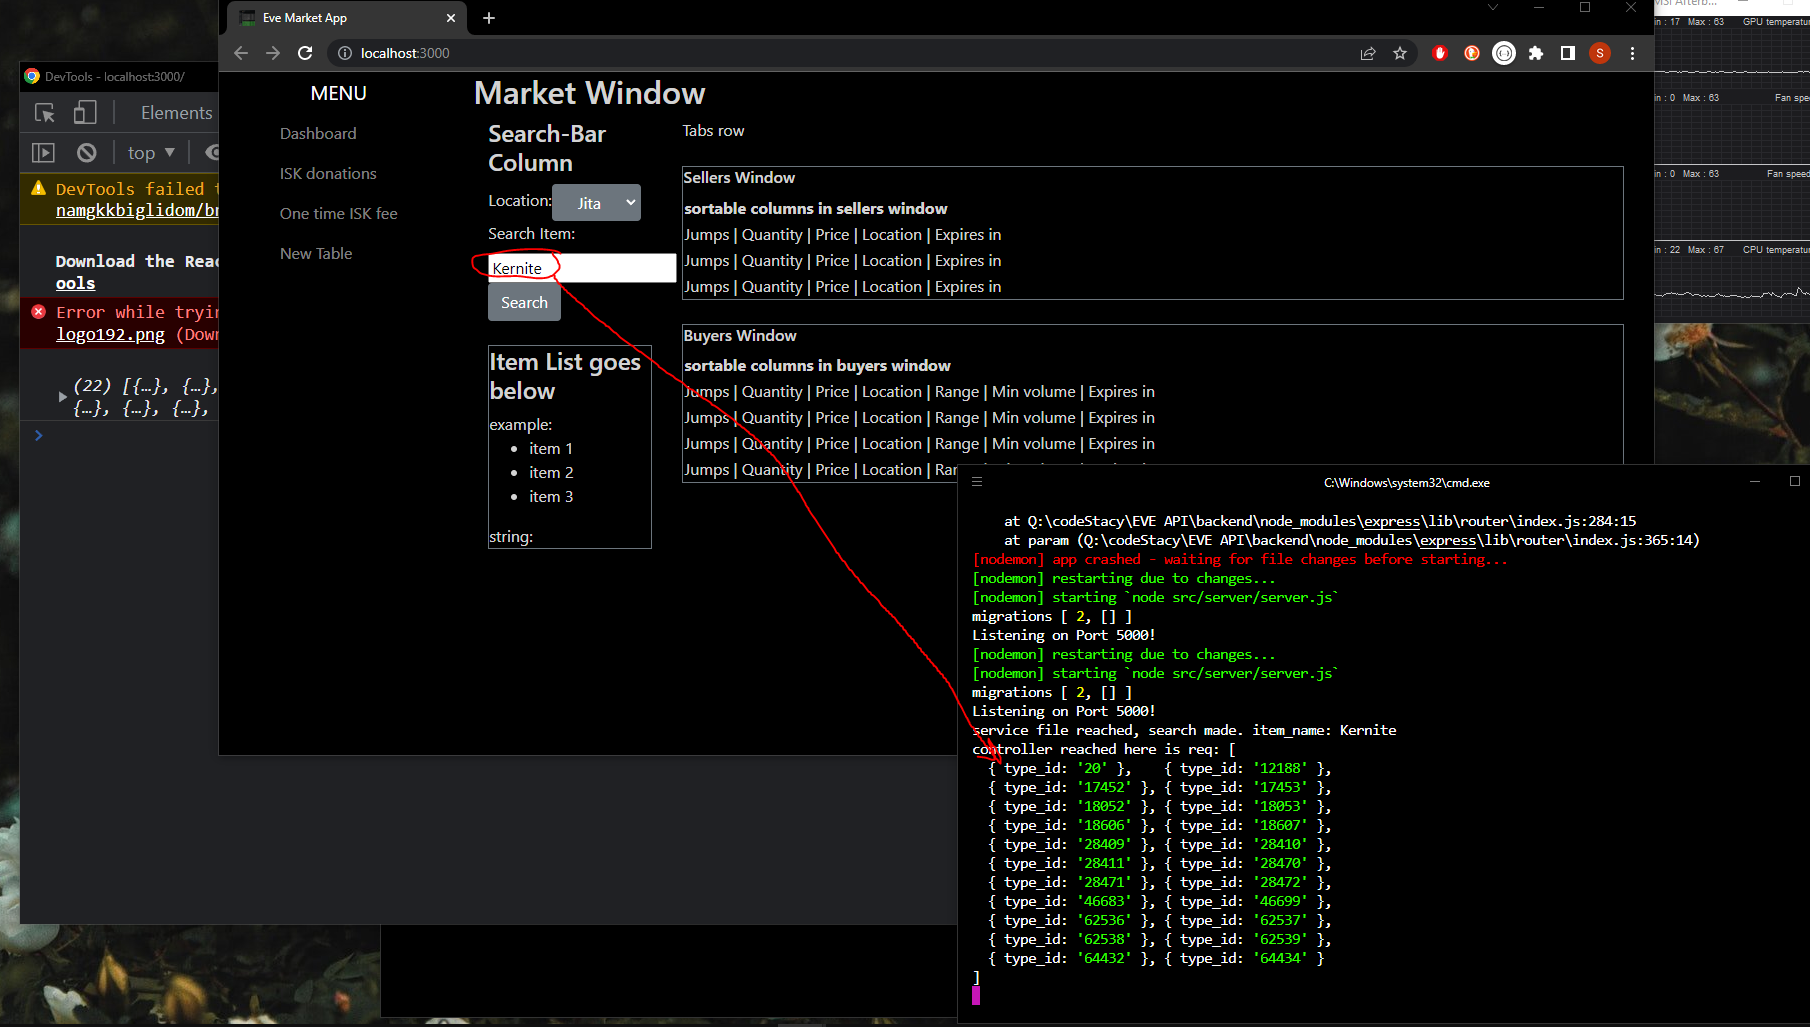 Eve Market App
localhost:3000
S
DevTools - localhost:3000/
Elements
top
DevTools failed t
namgkkbiglidom/br
Download the Reac
ools
Error while tryin
logo192.png (Down
(22) [{…}, {…},
{…}, {…}, {…},
MENU
Dashboard
ISK donations
One time ISK fee
New Table
Market Window
Search-Bar
Column
Location: Jita
Search Item:
Kernite
Search
Item List goes
below
example:
item 1
item 2
item 3
string:
Tabs row
Sellers Window
sortable columns in sellers window
Jumps | Quantity | Price | Location | Expires in
Jumps | Quantity | Price | Location | Expires in
Jumps | Quantity | Price | Location | Expires in
Buyers Window
sortable columns in buyers window
Jumps | Quantity | Price | Location | Range | Min volume | Expires in
Jumps | Quantity | Price | Location | Range | Min volume | Expires in
Jumps | Quantity | Price | Location | Range | Min volume | Expires in
Jumps | Quantity | Price | Location | Ran
MSI Afterb...
in : 17 Max : 63 GPU temperatur
in : 0 Max : 63 Fan spe
in : 0 Max : 63 Fan speed
in : 22 Max : 67 CPU temperatur
C:\Windows\system32\cmd.exe
at Q:\codeStacy\EVE API\backend\node_modules\express\lib\router\index.js:284:15
at param (Q:\codeStacy\EVE API\backend\node_modules\express\lib\router\index.js:365:14)
[nodemon] app crashed - waiting for file changes before starting...
[nodemon] restarting due to changes...
[nodemon] starting `node src/server/server.js`
migrations [ 2, [] ]
Listening on Port 5000!
[nodemon] restarting due to changes...
[nodemon] starting `node src/server/server.js`
migrations [ 2, [] ]
Listening on Port 5000!
service file reached, search made. item_name: Kernite
controller reached here is req: [
{ type_id: '20' }, { type_id: '12188' },
{ type_id: '17452' }, { type_id: '17453' },
{ type_id: '18052' }, { type_id: '18053' },
{ type_id: '18606' }, { type_id: '18607' },
{ type_id: '28409' }, { type_id: '28410' },
{ type_id: '28411' }, { type_id: '28470' },
{ type_id: '28471' }, { type_id: '28472' },
{ type_id: '46683' }, { type_id: '46699' },
{ type_id: '62536' }, { type_id: '62537' },
{ type_id: '62538' }, { type_id: '62539' },
{ type_id: '64432' }, { type_id: '64434' }
]